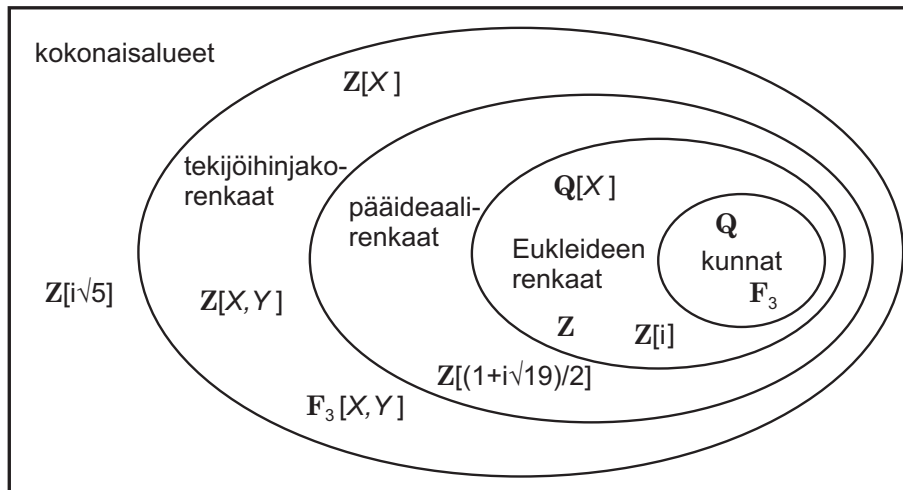 kokonaisalueet
Z[X]
tekijöihinjako-
renkaat
pääideaali-
renkaat
Q[X]
Q
Eukleideen
renkaat
kunnat
F₃
Z[i√5]
Z[X,Y]
Z
Z[i]
Z[(1+i√19)/2]
F₃[X,Y]